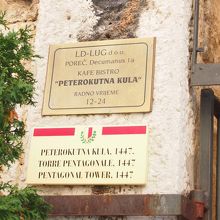 LD-LUG d.o.u.
POREČ, Decumanus 1a
KAFE BISTRO
"PETEROKUTNA KULA"
RADNO VRIJEME
12-24
PETEROKUTNA KULA, 1447.
TORRE PENTAGONALE, 1447.
PENTAGONAL TOWER, 1447